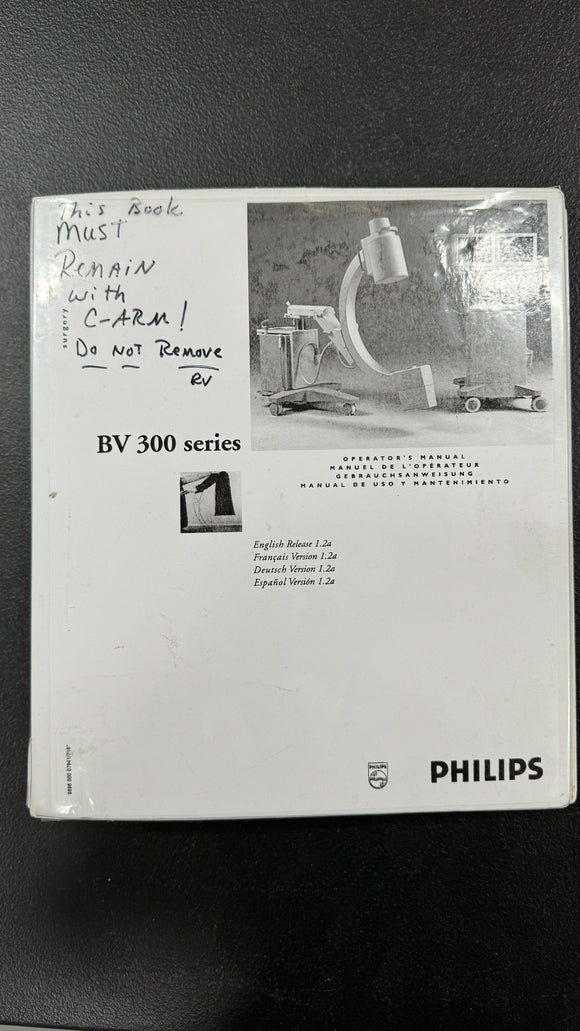 This Book
MUST
REMAIN
with
C-ARM!
DO NOT Remove
RV
surgery
BV 300 series
OPERATOR'S MANUAL
MANUEL DE L'OPÉRATEUR
GEBRAUCHSANWEISUNG
MANUAL DE USO Y MANTENIMIENTO
English Release 1.2a
Français Version 1.2a
Deutsch Version 1.2a
Español Versión 1.2a
PHILIPS
PHILIPS